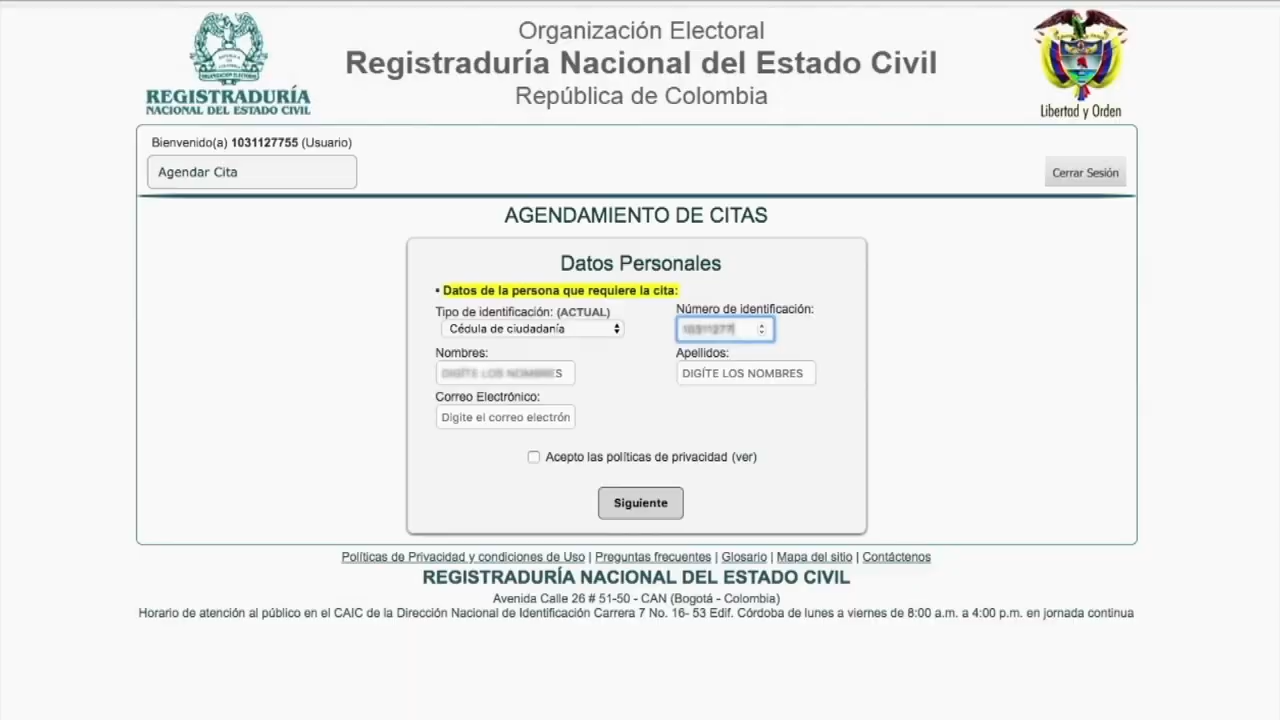 Organización Electoral
Registraduría Nacional del Estado Civil
República de Colombia
REGISTRADURÍA
NACIONAL DEL ESTADO CIVIL
Libertad y Orden
Bienvenido(a) 1031127755 (Usuario)
Agendar Cita
Cerrar Sesión
AGENDAMIENTO DE CITAS
Datos Personales
• Datos de la persona que requiere la cita:
Tipo de identificación: (ACTUAL)
Número de identificación:
Cédula de ciudadanía
Nombres:
Apellidos:
DIGÍTE LOS NOMBRES
Correo Electrónico:
Digite el correo electrón
Acepto las políticas de privacidad (ver)
Siguiente
Políticas de Privacidad y condiciones de Uso | Preguntas frecuentes | Glosario | Mapa del sitio | Contáctenos
REGISTRADURÍA NACIONAL DEL ESTADO CIVIL
Avenida Calle 26 # 51-50 - CAN (Bogotá - Colombia)
Horario de atención al público en el CAIC de la Dirección Nacional de Identificación Carrera 7 No. 16- 53 Edif. Córdoba de lunes a viernes de 8:00 a.m. a 4:00 p.m. en jornada continua